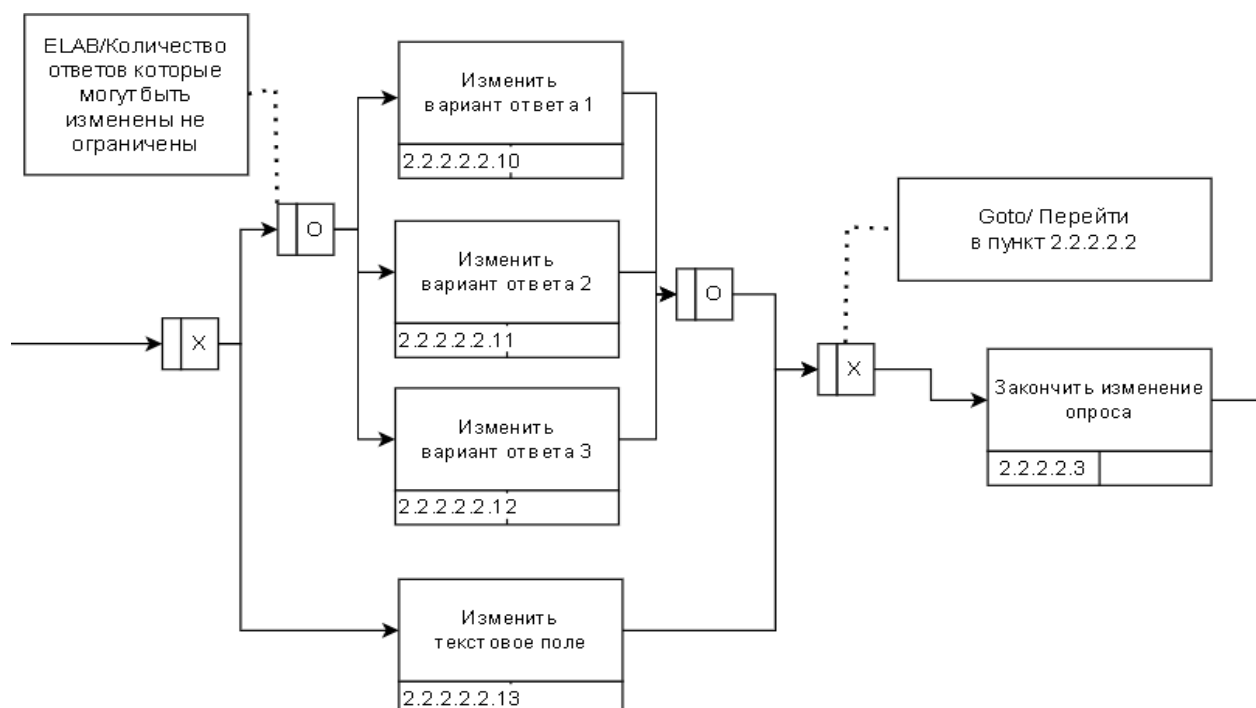 ELAB/Количество
ответов которые
могут быть
изменены не
ограничены
Изменить
вариант ответа 1
2.2.2.2.2.10
O
Изменить
вариант ответа 2
2.2.2.2.2.11
O
Goto/ Перейти
в пункт 2.2.2.2.2
X
X
Изменить
вариант ответа 3
2.2.2.2.2.12
Закончить изменение
опроса
2.2.2.2.3
Изменить
текстовое поле
2.2.2.2.2.13